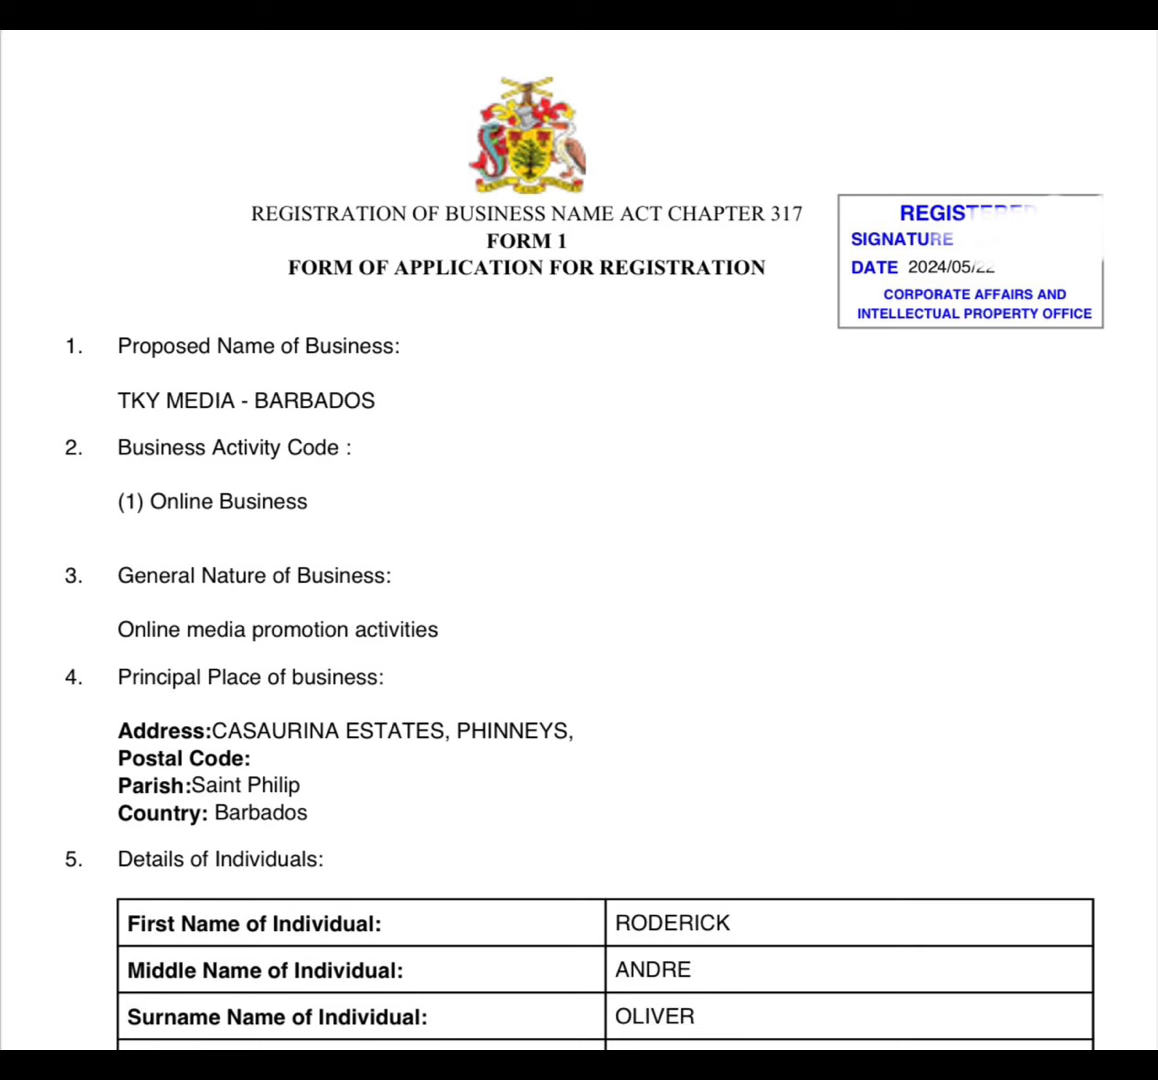 REGISTRATION OF BUSINESS NAME ACT CHAPTER 317
FORM 1
FORM OF APPLICATION FOR REGISTRATION
REGISTERED
SIGNATURE
DATE 2024/05/22
CORPORATE AFFAIRS AND
INTELLECTUAL PROPERTY OFFICE
1. Proposed Name of Business:
TKY MEDIA - BARBADOS
2. Business Activity Code :
(1) Online Business
3. General Nature of Business:
Online media promotion activities
4. Principal Place of business:
Address:CASAURINA ESTATES, PHINNEYS,
Postal Code:
Parish:Saint Philip
Country: Barbados
5. Details of Individuals:
First Name of Individual: RODERICK
Middle Name of Individual: ANDRE
Surname Name of Individual: OLIVER